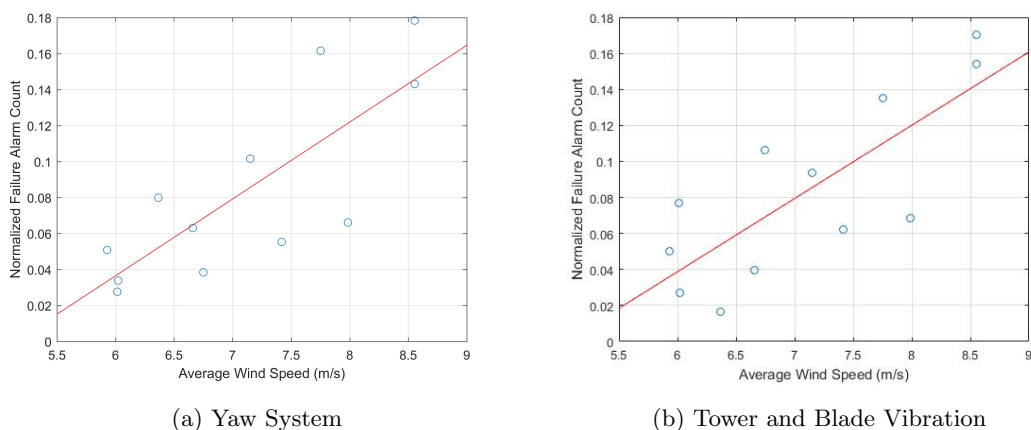 0.18
0.16
0.14
0.12
0.1
0.08
0.06
0.04
0.02
0
Normalized Failure Alarm Count
5.5 6 6.5 7 7.5 8 8.5 9
Average Wind Speed (m/s)
(a) Yaw System
0.18
0.16
0.14
0.12
0.1
0.08
0.06
0.04
0.02
0
Normalized Failure Alarm Count
5.5 6 6.5 7 7.5 8 8.5 9
Average Wind Speed (m/s)
(b) Tower and Blade Vibration